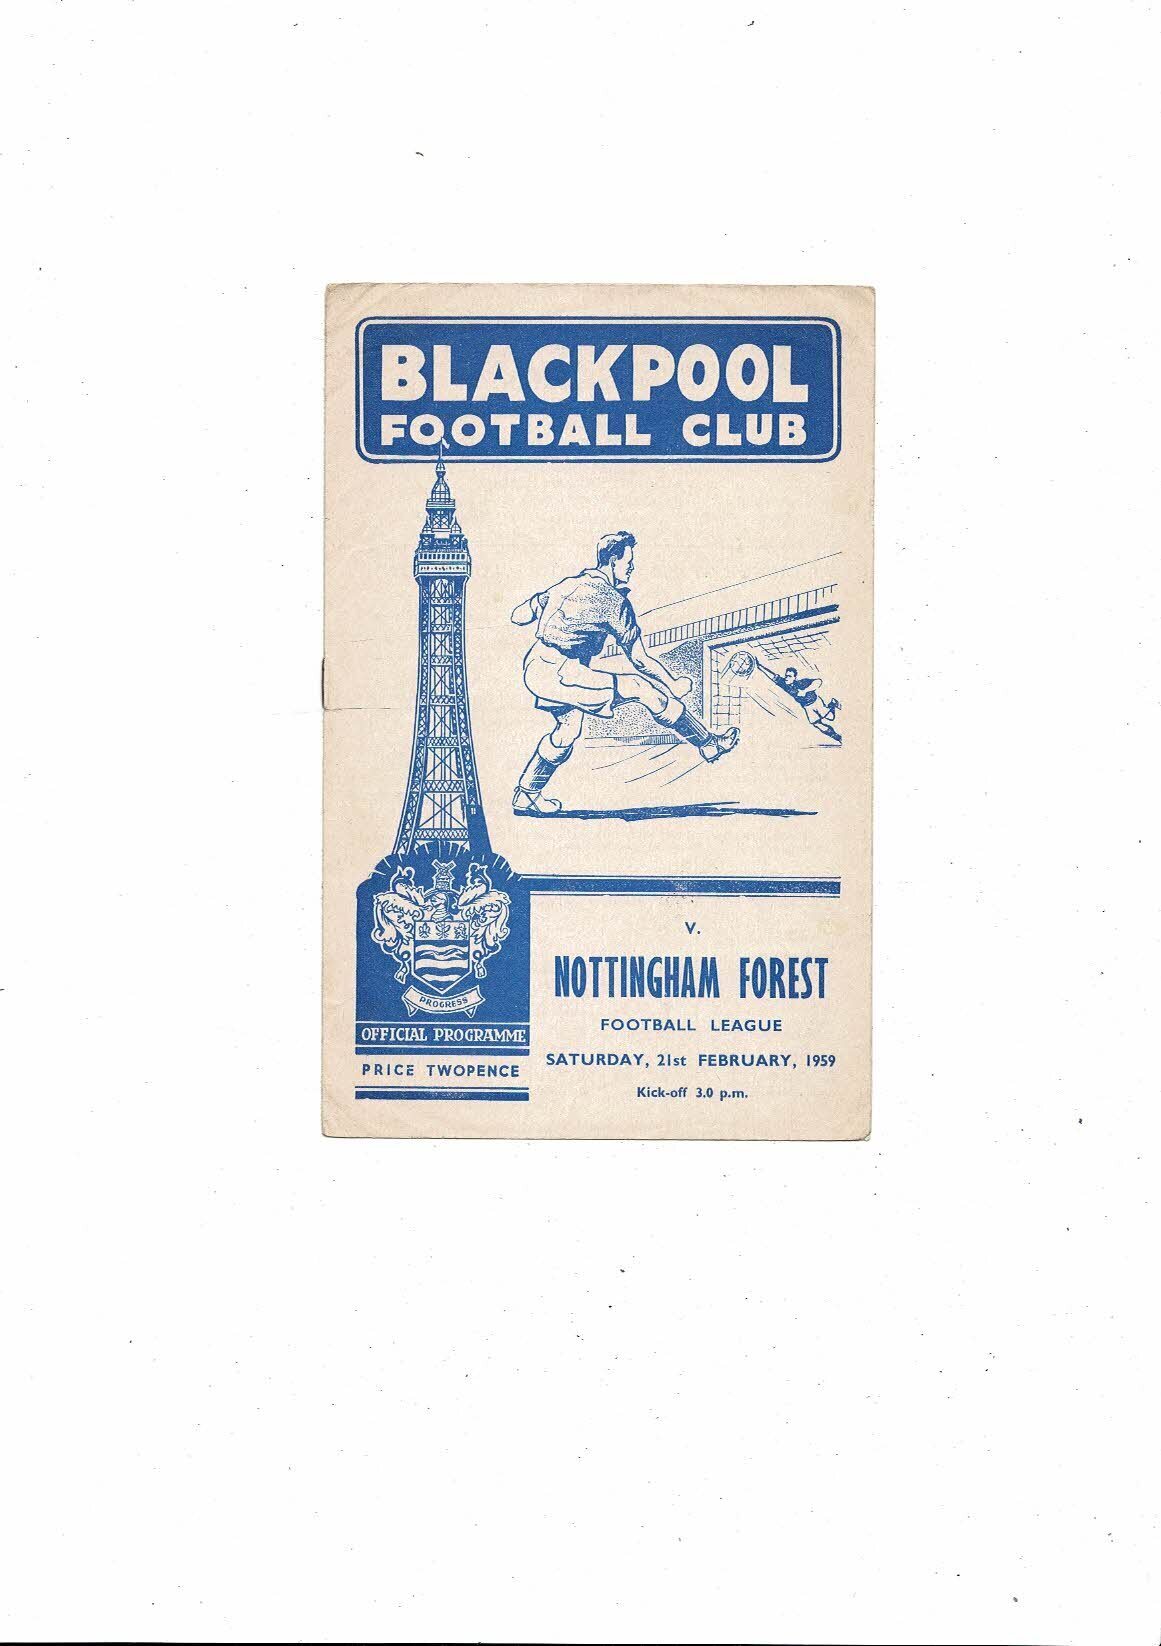 BLACKPOOL
FOOTBALL CLUB
V.
NOTTINGHAM FOREST
FOOTBALL LEAGUE
SATURDAY, 21st FEBRUARY, 1959
Kick-off 3.0 p.m.
PROGRESS
OFFICIAL PROGRAMME
PRICE TWOPENCE